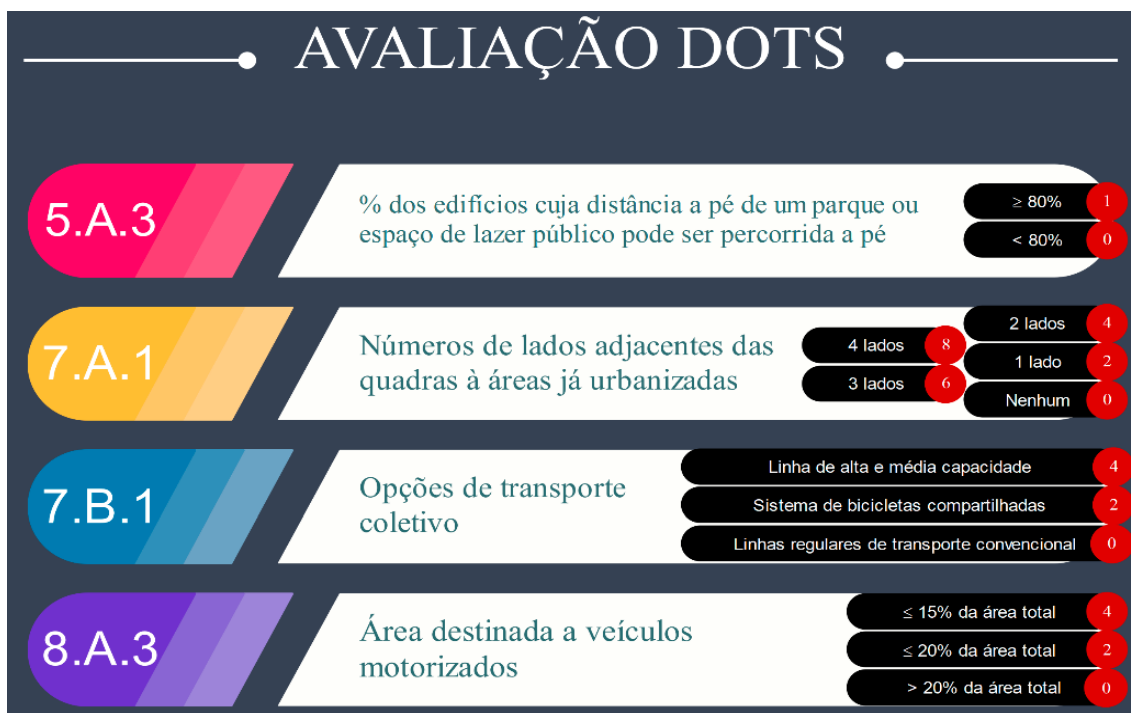 AVALIAÇÃO DOTS
5.A.3
% dos edifícios cuja distância a pé de um parque ou
espaço de lazer público pode ser percorrida a pé
≥ 80% 1
< 80% 0
7.A.1
Números de lados adjacentes das
quadras à áreas já urbanizadas
4 lados 8
3 lados 6
2 lados 4
1 lado 2
Nenhum 0
7.B.1
Opções de transporte
coletivo
Linha de alta e média capacidade 4
Sistema de bicicletas compartilhadas 2
Linhas regulares de transporte convencional 0
8.A.3
Área destinada a veículos
motorizados
≤ 15% da área total 4
≤ 20% da área total 2
> 20% da área total 0